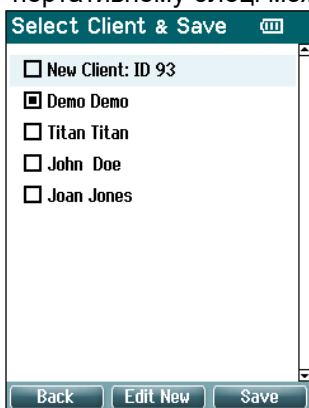 Select Client & Save
New Client: ID 93
Demo Demo
Titan Titan
John Doe
Joan Jones
Back Edit New Save